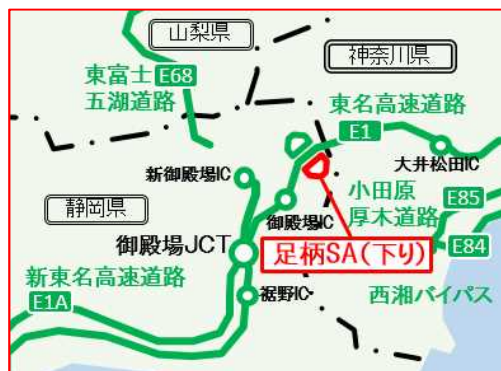 山梨県
神奈川県
東富士
五湖道路
E68
東名高速道路
E1
大井松田IC
新御殿場IC
小田原
厚木道路
E85
静岡県
御殿場IC
御殿場JCT
足柄SA(下り)
E84
新東名高速道路
E1A
裾野IC
西湘バイパス